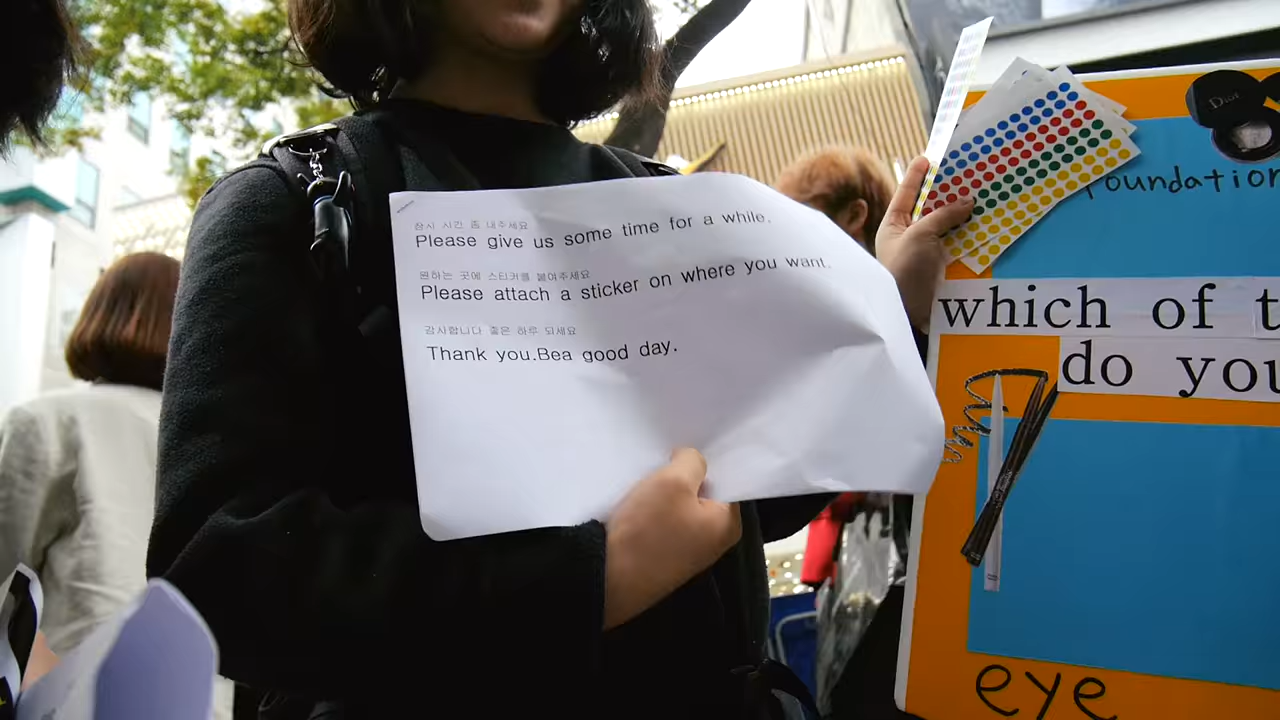 잠시 시간 좀 내주세요
Please give us some time for a while.
원하는 곳에 스티커를 붙여주세요
Please attach a sticker on where you want.
감사합니다 좋은 하루 되세요
Thank you.Bea good day.
Dior
foundation
which of t
do you
eye